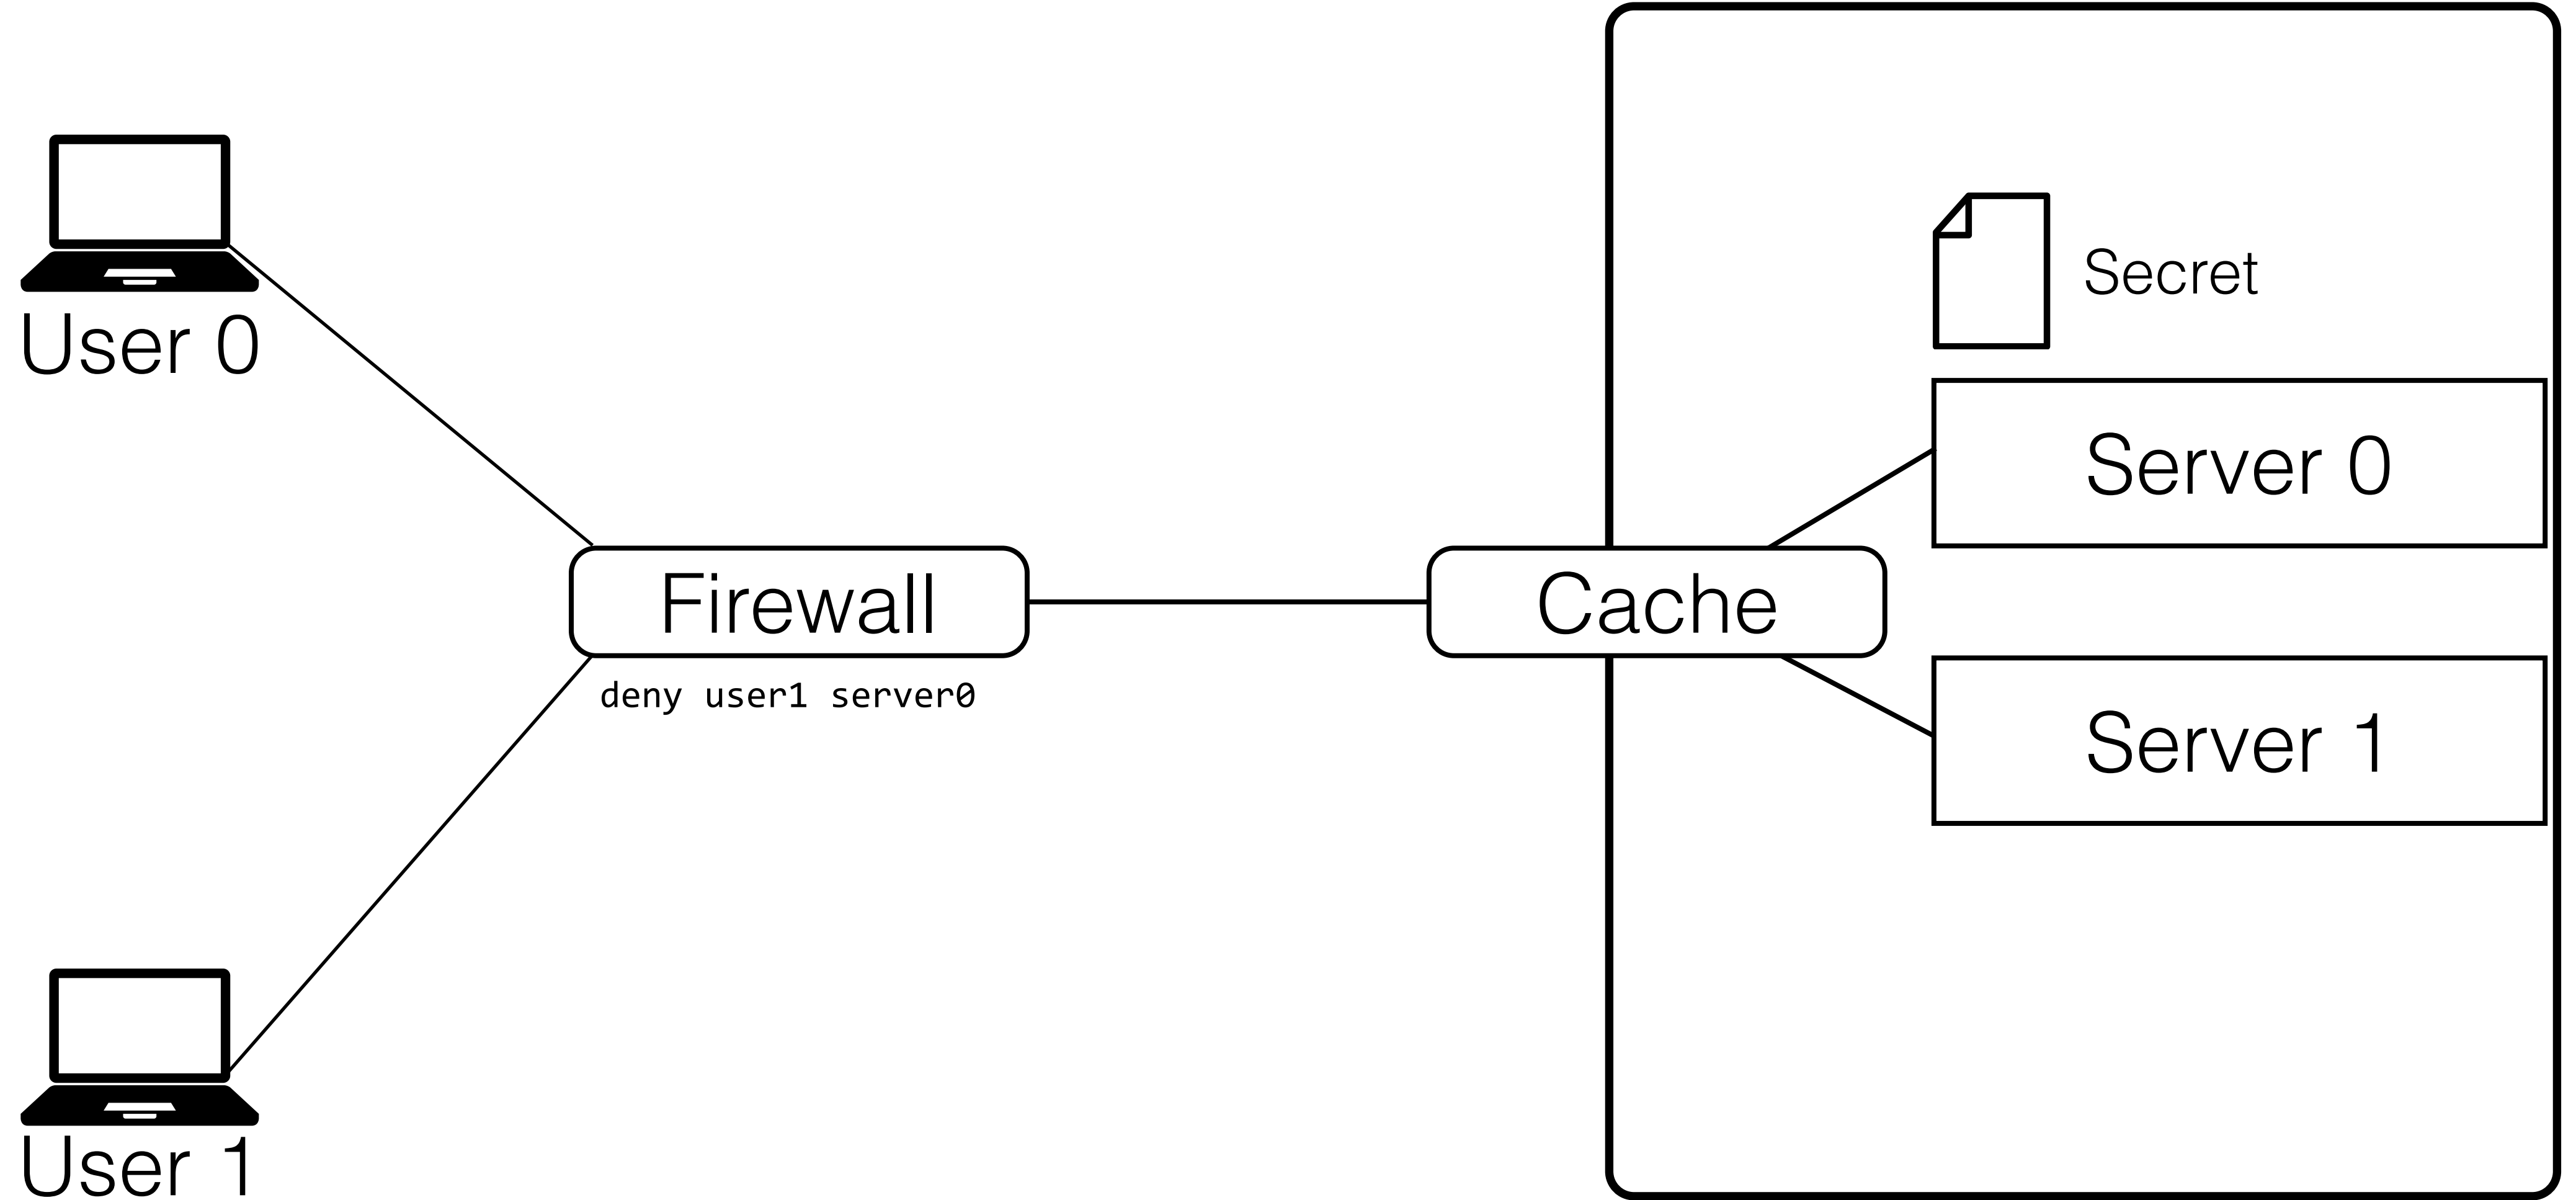 User 0
Secret
Server 0
Firewall
Cache
deny user1 server0
Server 1
User 1